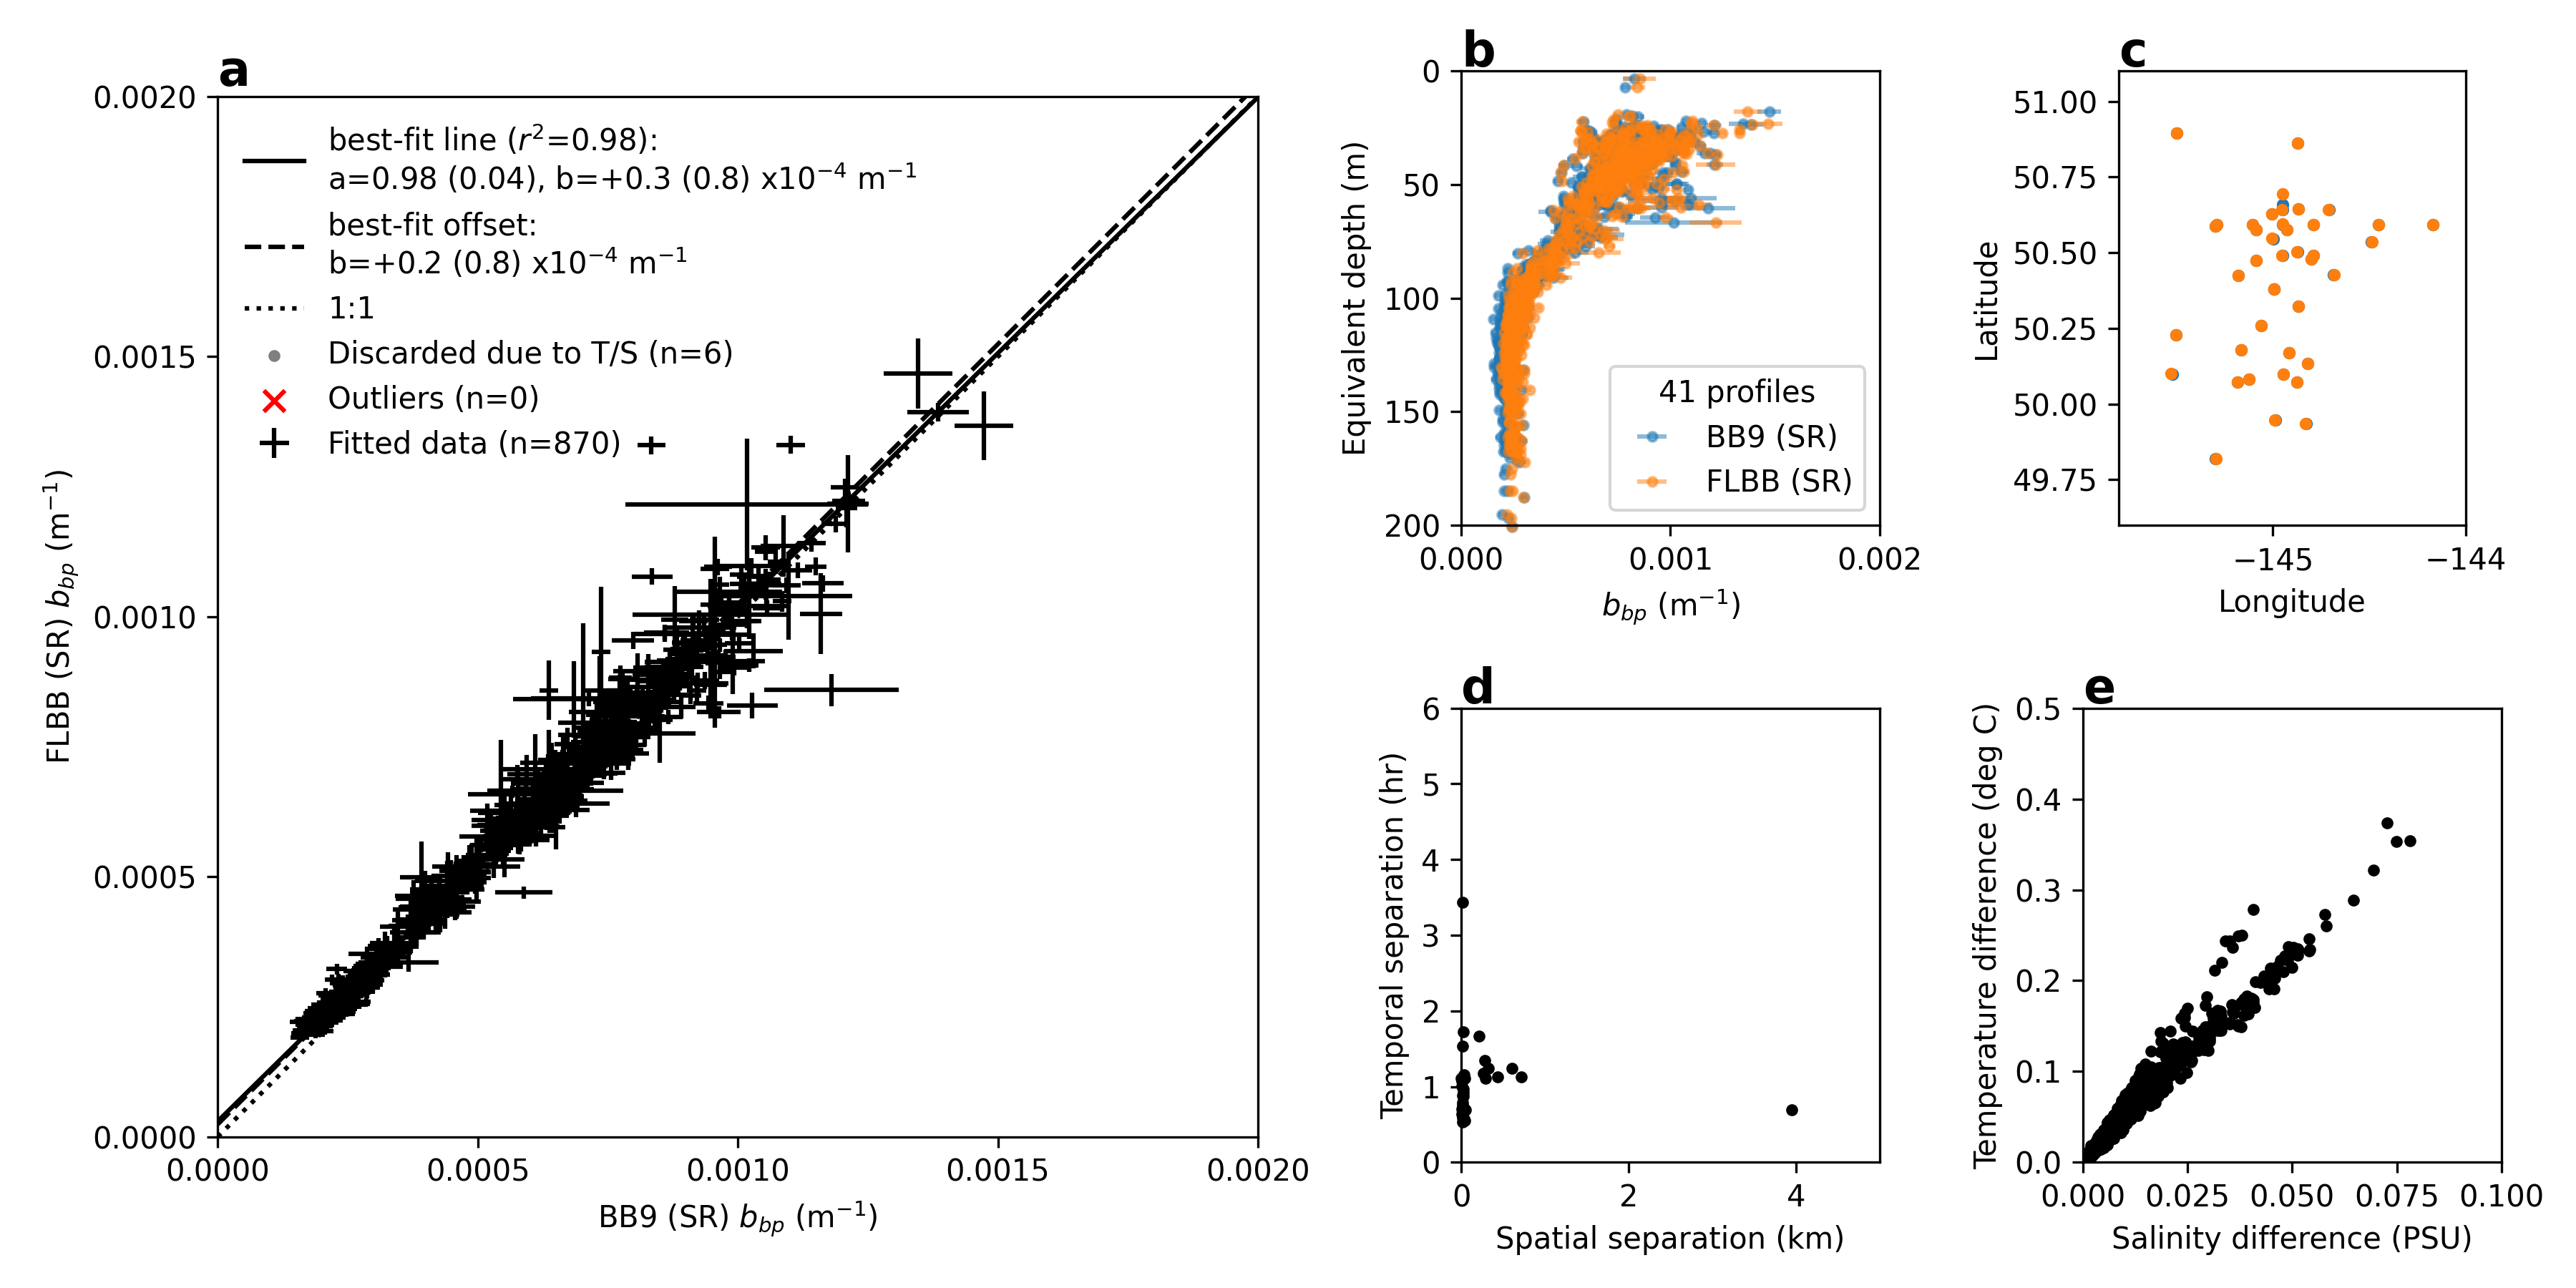 a
0.0020
0.0015
0.0010
0.0005
0.0000
FLBB (SR) b_bp (m⁻¹)
best-fit line (r²=0.98):
a=0.98 (0.04), b=+0.3 (0.8) x10⁻⁴ m⁻¹
best-fit offset:
b=+0.2 (0.8) x10⁻⁴ m⁻¹
1:1
Discarded due to T/S (n=6)
Outliers (n=0)
Fitted data (n=870)
0.0000 0.0005 0.0010 0.0015 0.0020
BB9 (SR) b_bp (m⁻¹)
b
0
50
100
150
200
Equivalent depth (m)
41 profiles
BB9 (SR)
FLBB (SR)
0.000 0.001 0.002
b_bp (m⁻¹)
c
51.00
50.75
50.50
50.25
50.00
49.75
Latitude
−145 −144
Longitude
d
6
5
4
3
2
1
0
Temporal separation (hr)
0 2 4
Spatial separation (km)
e
0.5
0.4
0.3
0.2
0.1
0.0
Temperature difference (deg C)
0.000 0.025 0.050 0.075 0.100
Salinity difference (PSU)